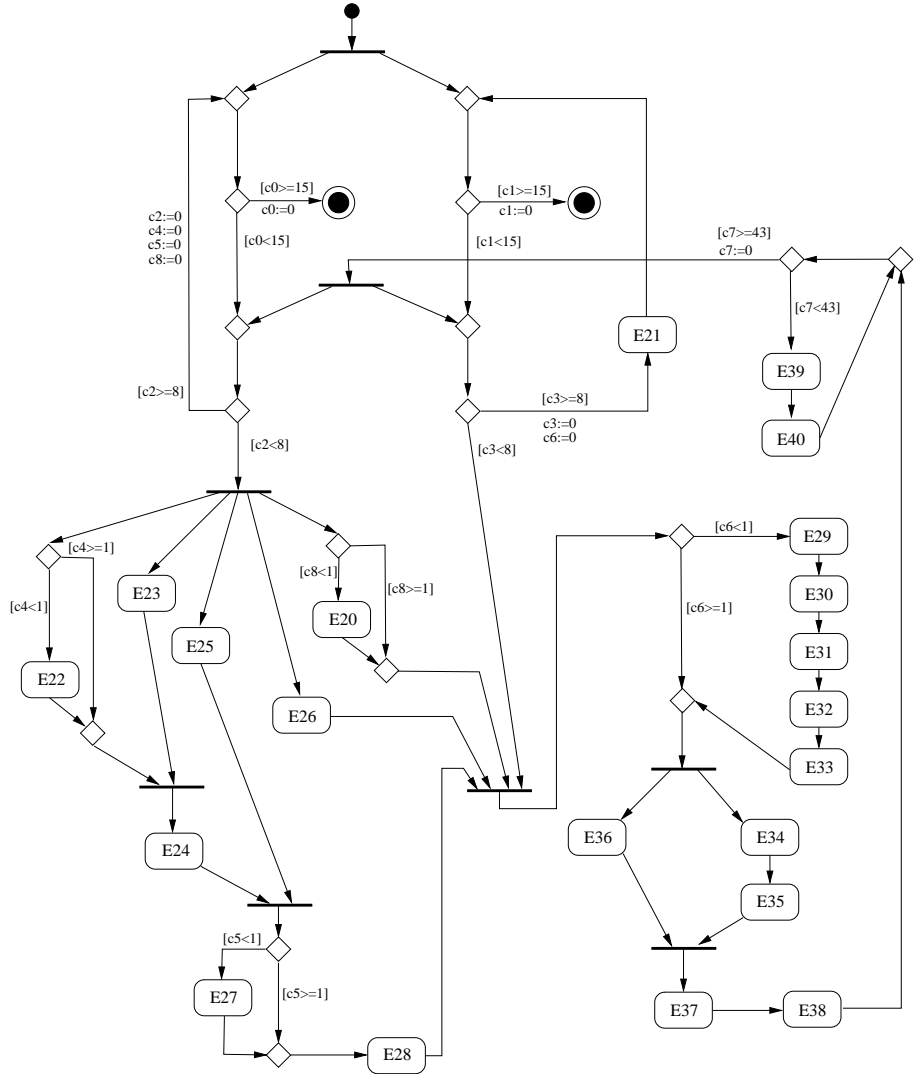 [c0>=15]
c0:=0
[c1>=15]
c1:=0
c2:=0
c4:=0
c5:=0
c8:=0
[c0<15]
[c1<15]
[c7>=43]
c7:=0
[c7<43]
E21
E39
[c2>=8]
[c3>=8]
c3:=0
c6:=0
E40
[c2<8]
[c3<8]
[c6<1]
E29
[c4>=1]
[c8<1]
[c8>=1]
E23
E30
[c4<1]
E20
[c6>=1]
E25
E31
E22
E26
E32
E33
E36
E34
E24
E35
[c5<1]
E27
[c5>=1]
E37
E38
E28